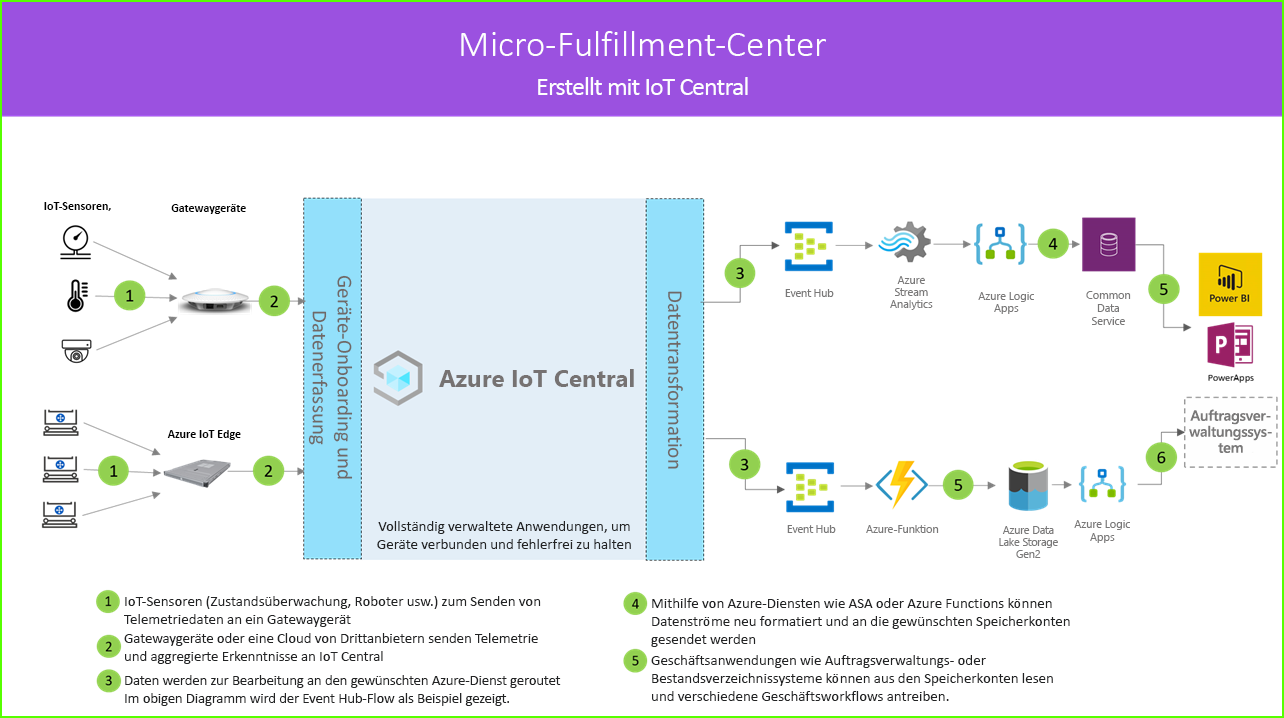 Micro-Fulfillment-Center
Erstellt mit IoT Central
IoT-Sensoren,
Gatewaygeräte
1
2
Azure IoT Edge
1
2
Geräte-Onboarding und
Datenerfassung
Azure IoT Central
Vollständig verwaltete Anwendungen, um
Geräte verbunden und fehlerfrei zu halten
Datentransformation
3
Event Hub
Azure
Stream
Analytics
Azure Logic
Apps
4
Common
Data
Service
5
Power BI
P
PowerApps
3
Event Hub
Azure-Funktion
5
Azure Data
Lake Storage
Gen2
Azure Logic
Apps
6
Auftragsver-
waltungssys-
tem
1 IoT-Sensoren (Zustandsüberwachung, Roboter usw.) zum Senden von
Telemetriedaten an ein Gatewaygerät
2 Gatewaygeräte oder eine Cloud von Drittanbietern senden Telemetrie
und aggregierte Erkenntnisse an IoT Central
3 Daten werden zur Bearbeitung an den gewünschten Azure-Dienst geroutet
Im obigen Diagramm wird der Event Hub-Flow als Beispiel gezeigt.
4 Mithilfe von Azure-Diensten wie ASA oder Azure Functions können
Datenströme neu formatiert und an die gewünschten Speicherkonten
gesendet werden
5 Geschäftsanwendungen wie Auftragsverwaltungs- oder
Bestandsverzeichnissysteme können aus den Speicherkonten lesen
und verschiedene Geschäftsworkflows antreiben.